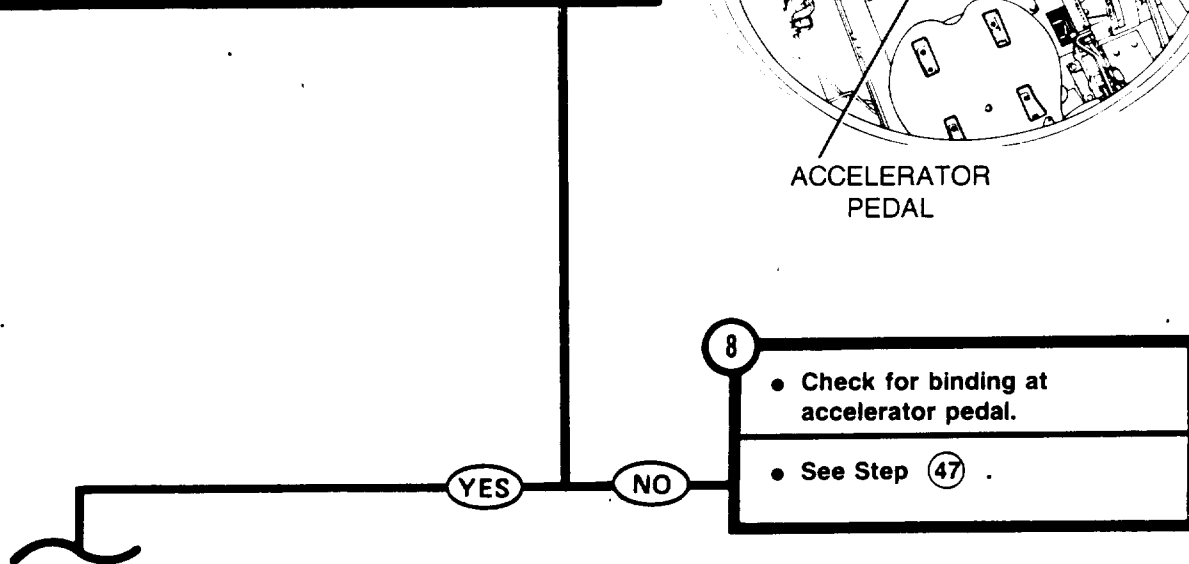 ACCELERATOR
PEDAL
8
• Check for binding at
accelerator pedal.
• See Step 47 .
YES
NO